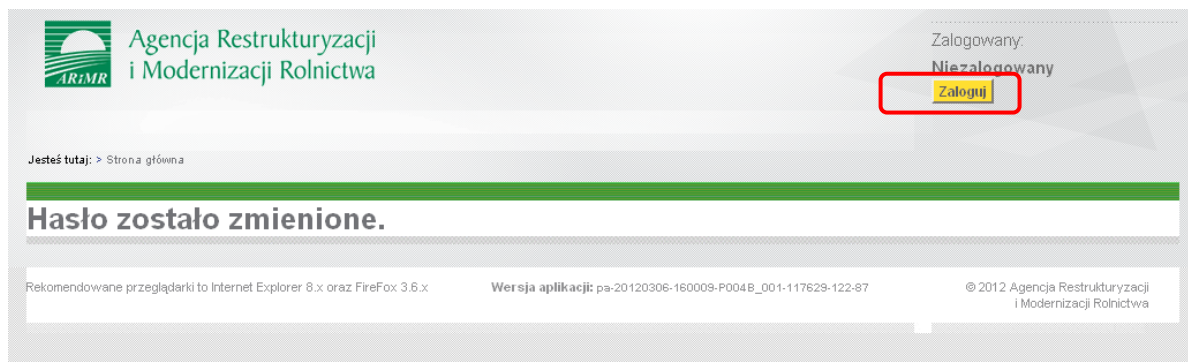 Agencja Restrukturyzacji
i Modernizacji Rolnictwa
ARiMR
Zalogowany:
Niezalogowany
Zaloguj
Jesteś tutaj: > Strona główna
Hasło zostało zmienione.
Rekomendowane przeglądarki to Internet Explorer 8.x oraz FireFox 3.6.x
Wersja aplikacji: pa-20120306-160009-P004B_001-117629-122-87
© 2012 Agencja Restrukturyzacji
i Modernizacji Rolnictwa